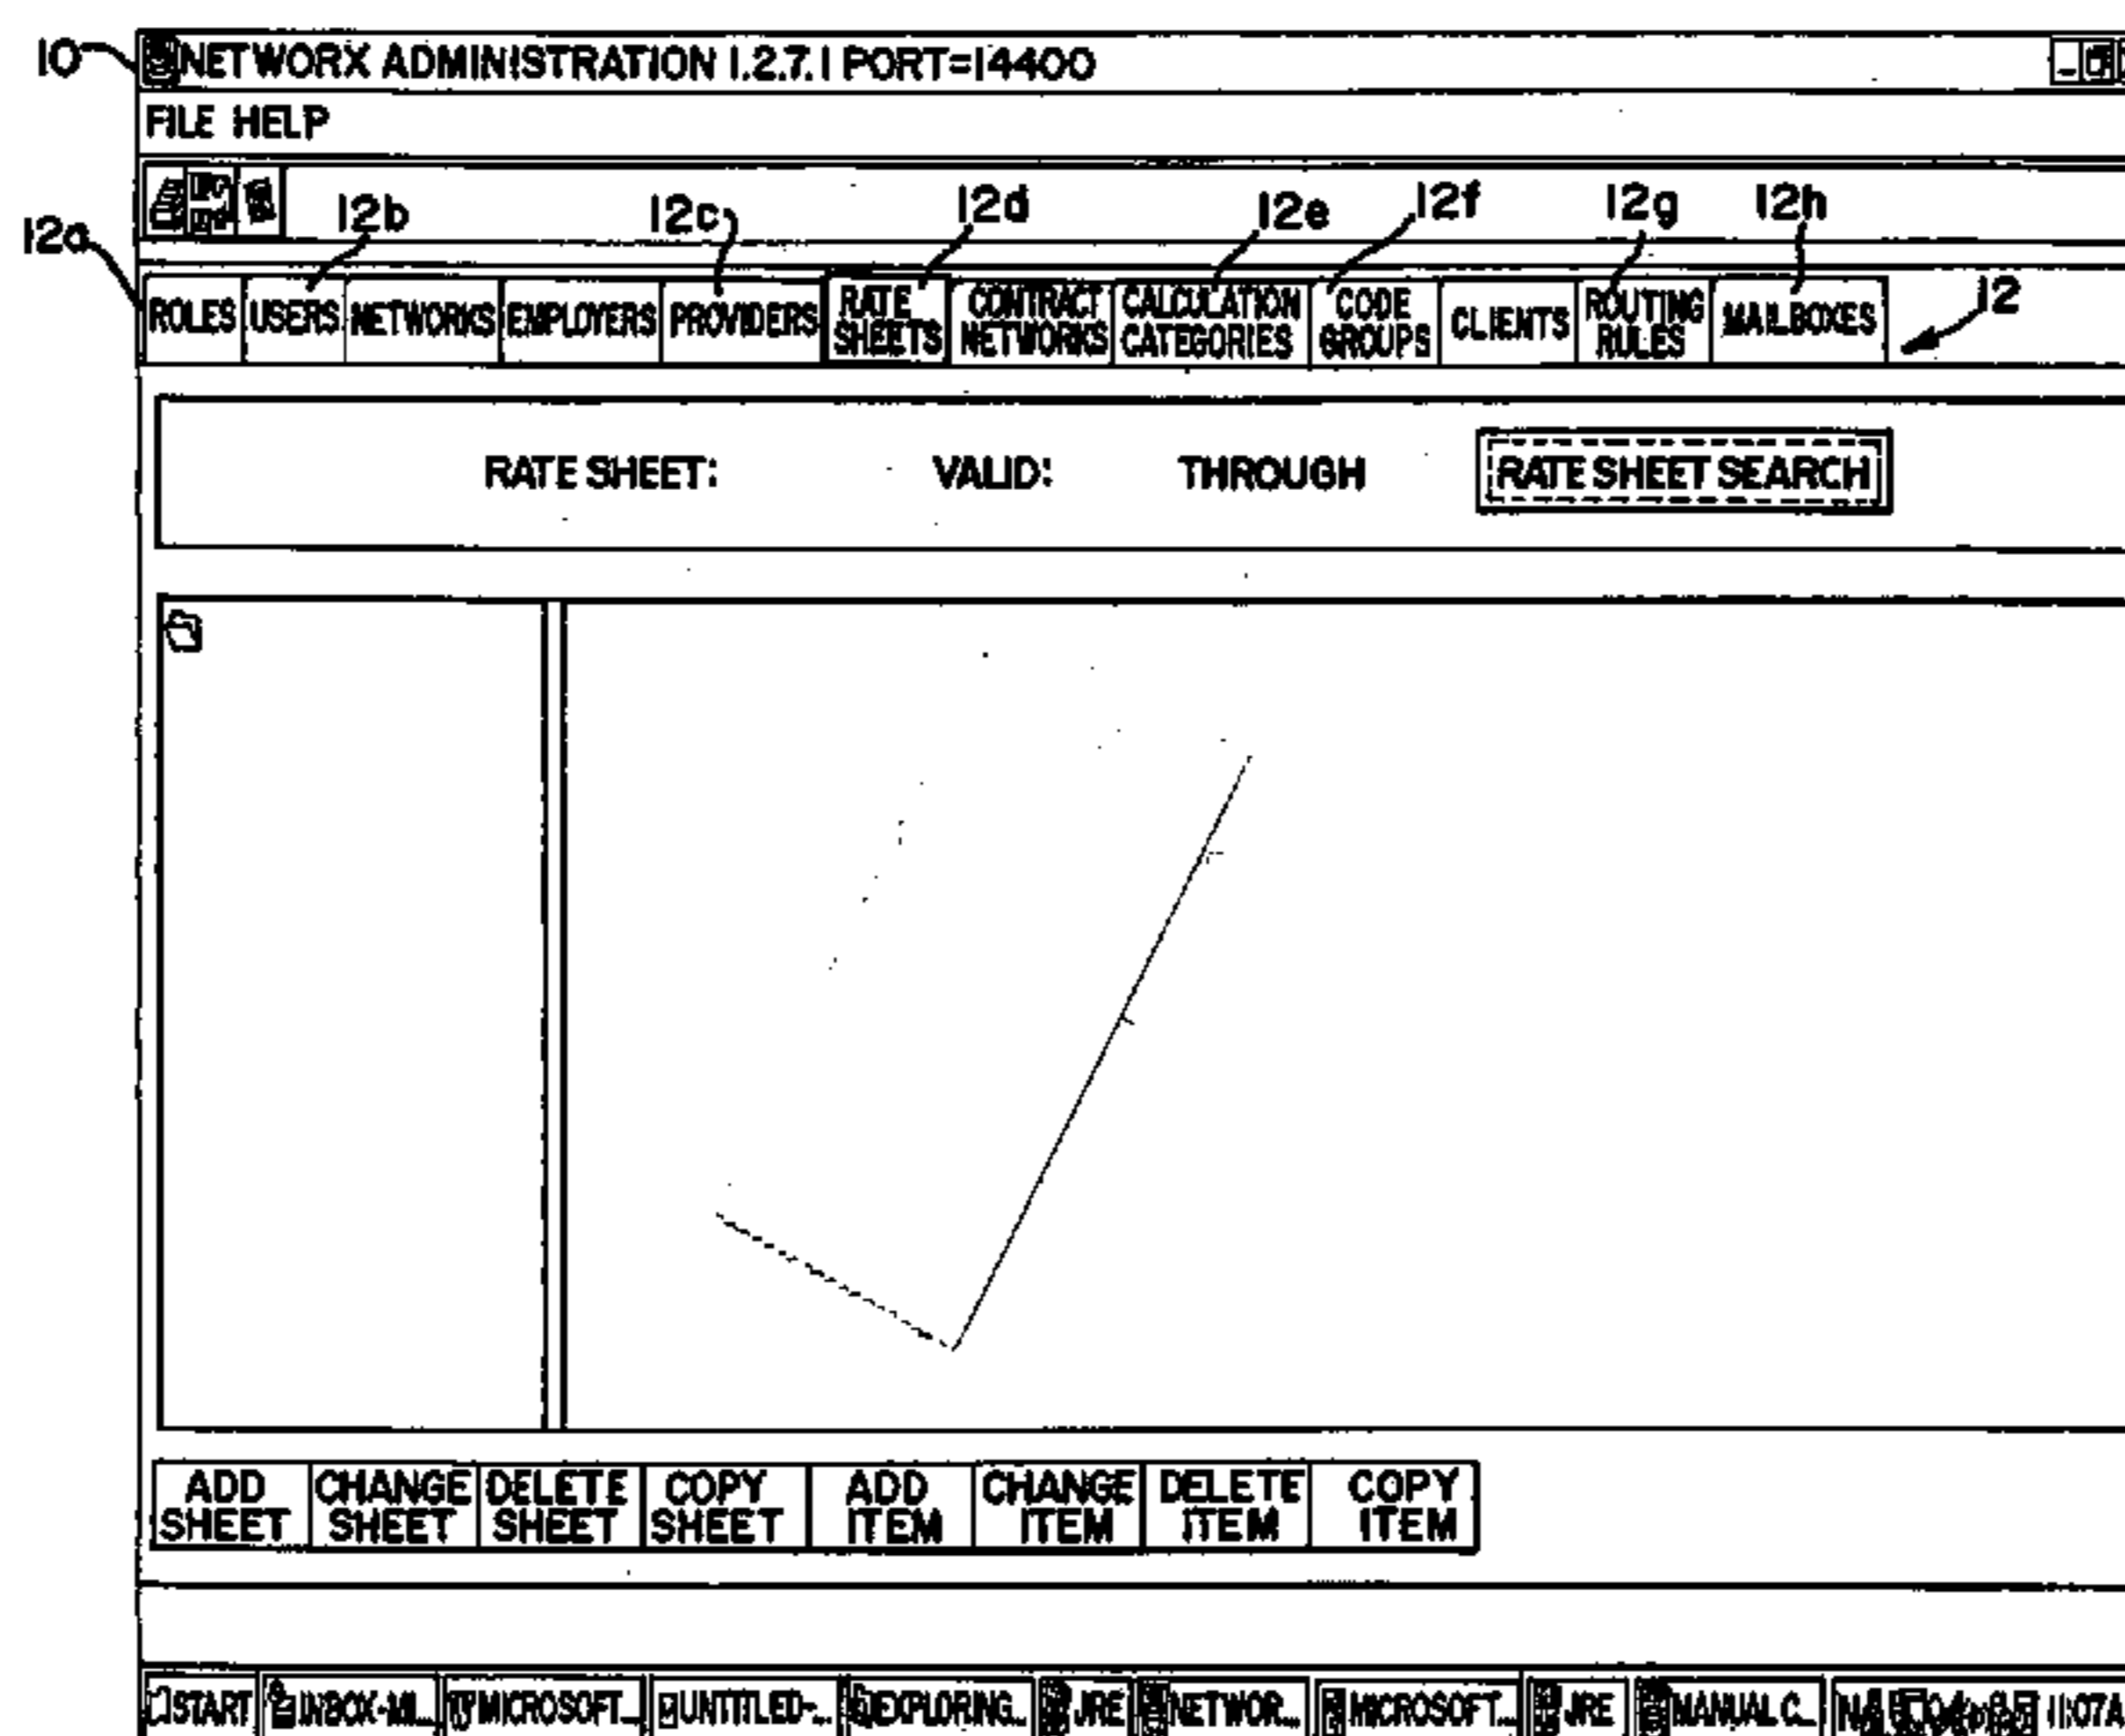 10 NETWORX ADMINISTRATION 1.2.7.1 PORT=14400
FILE HELP
12a 12b 12c 12d 12e 12f 12g 12h
ROLES USERS NETWORKS EMPLOYERS PROVIDERS RATE SHEETS CONTRACT NETWORKS CALCULATION CATEGORIES CODE GROUPS CLIENTS ROUTING RULES MAILBOXES 12
RATE SHEET: VALID: THROUGH RATE SHEET SEARCH
ADD SHEET CHANGE SHEET DELETE SHEET COPY SHEET ADD ITEM CHANGE ITEM DELETE ITEM COPY ITEM
START INBOX-MI... MICROSOFT... UNTITLED-... EXPLORING... JRE NETWOR... MICROSOFT... JRE MANUAL C... 11:07A